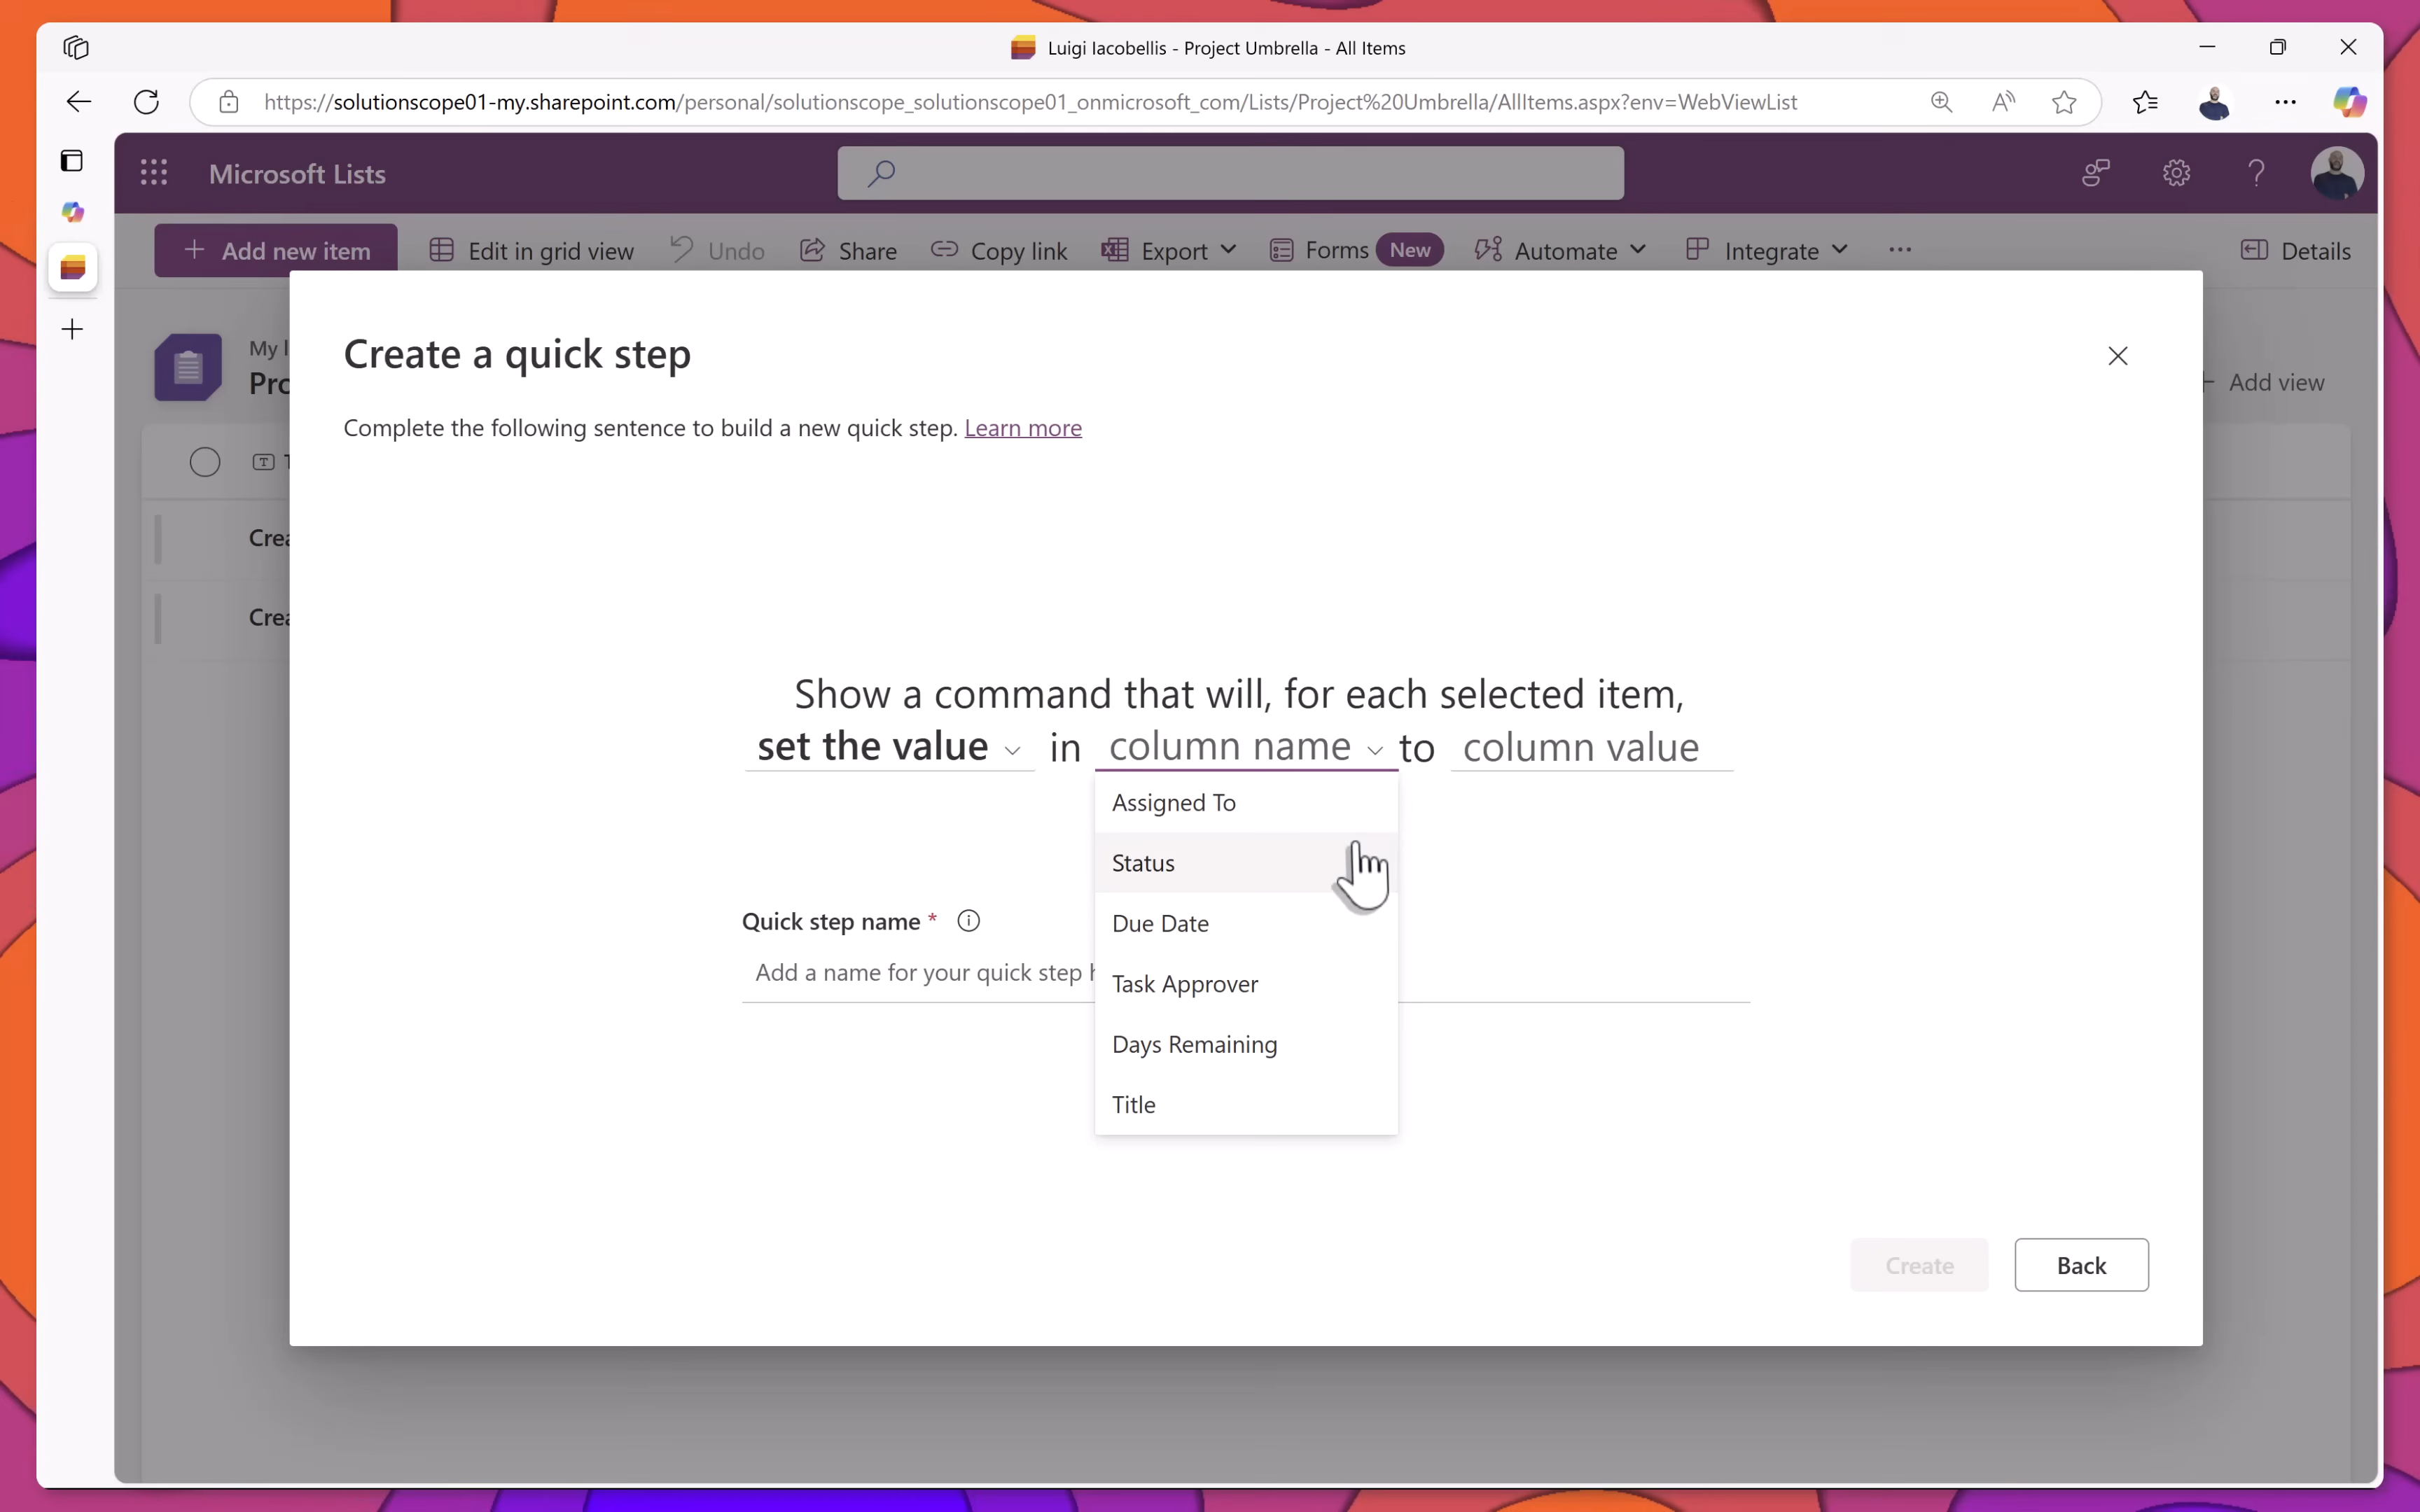 Luigi Iacobellis - Project Umbrella - All Items
https://solutionscope01-my.sharepoint.com/personal/solutionscope_solutionscope01_onmicrosoft_com/Lists/Project%20Umbrella/AllItems.aspx?env=WebViewList
Microsoft Lists
Add new item Edit in grid view Undo Share Copy link Export Forms New Automate Integrate Details
My l
Pro
Add view
Create a quick step
Complete the following sentence to build a new quick step. Learn more
Crea
Crea
Show a command that will, for each selected item,
set the value in column name to column value
Assigned To
Status
Due Date
Task Approver
Days Remaining
Title
Quick step name *
Add a name for your quick step
Create Back